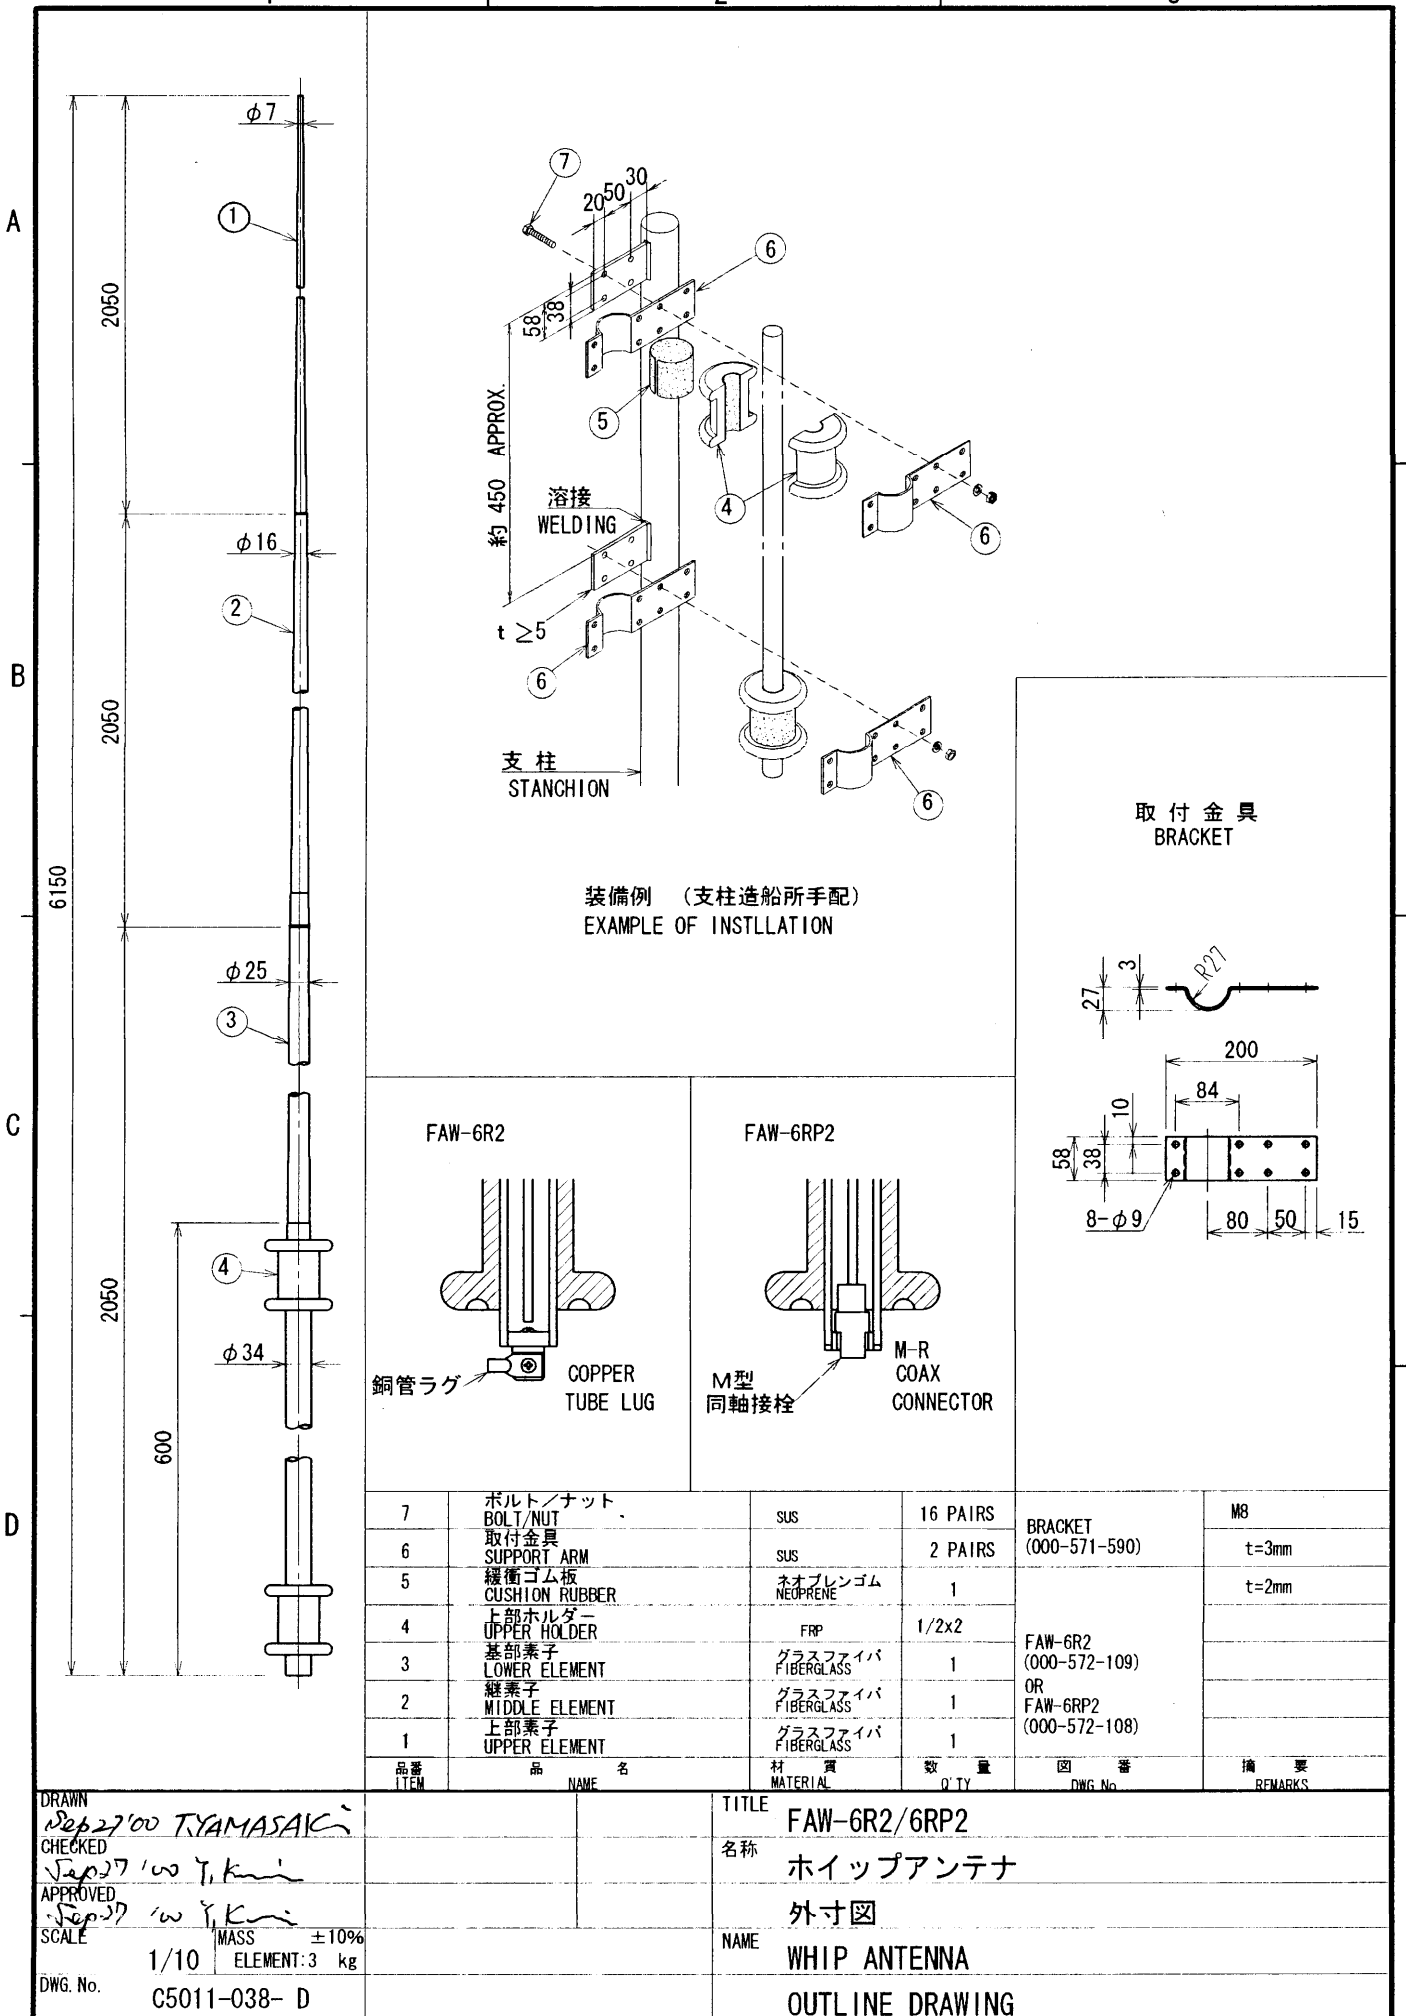 A
B
C
D
φ7
1
2050
φ16
2
2050
6150
φ25
3
4
2050
φ34
600
7
20
50
30
6
58
38
5
約 450 APPROX.
4
溶接
WELDING
6
t ≥5
6
支柱
STANCHION
6
装備例 (支柱造船所手配)
EXAMPLE OF INSTLLATION
取付金具
BRACKET
3
27
R27
200
84
10
58
38
8-φ9
80
50
15
FAW-6R2
銅管ラグ
COPPER
TUBE LUG
FAW-6RP2
M型
同軸接栓
M-R
COAX
CONNECTOR
7 ボルト/ナット SUS 16 PAIRS BRACKET M8
BOLT/NUT
6 取付金具 SUS 2 PAIRS (000-571-590) t=3mm
SUPPORT ARM
5 緩衝ゴム板 ネオプレンゴム 1 t=2mm
CUSHION RUBBER NEOPRENE
4 上部ホルダー FRP 1/2x2
UPPER HOLDER
3 基部素子 グラスファイバ 1 FAW-6R2
LOWER ELEMENT FIBERGLASS (000-572-109)
2 継素子 グラスファイバ 1 OR
MIDDLE ELEMENT FIBERGLASS FAW-6RP2
1 上部素子 グラスファイバ 1 (000-572-108)
UPPER ELEMENT FIBERGLASS
品番 品名 材質 数量 図番 摘要
ITEM NAME MATERIAL Q'TY DWG.No. REMARKS
DRAWN
Sep 27 '00 T.YAMASAKI
CHECKED
Sep 27 '00 Y.
APPROVED
Sep 27 '00 Y.
SCALE 1/10
MASS ±10%
ELEMENT:3 kg
DWG. No. C5011-038- D
TITLE FAW-6R2/6RP2
名称 ホイップアンテナ
外寸図
NAME WHIP ANTENNA
OUTLINE DRAWING